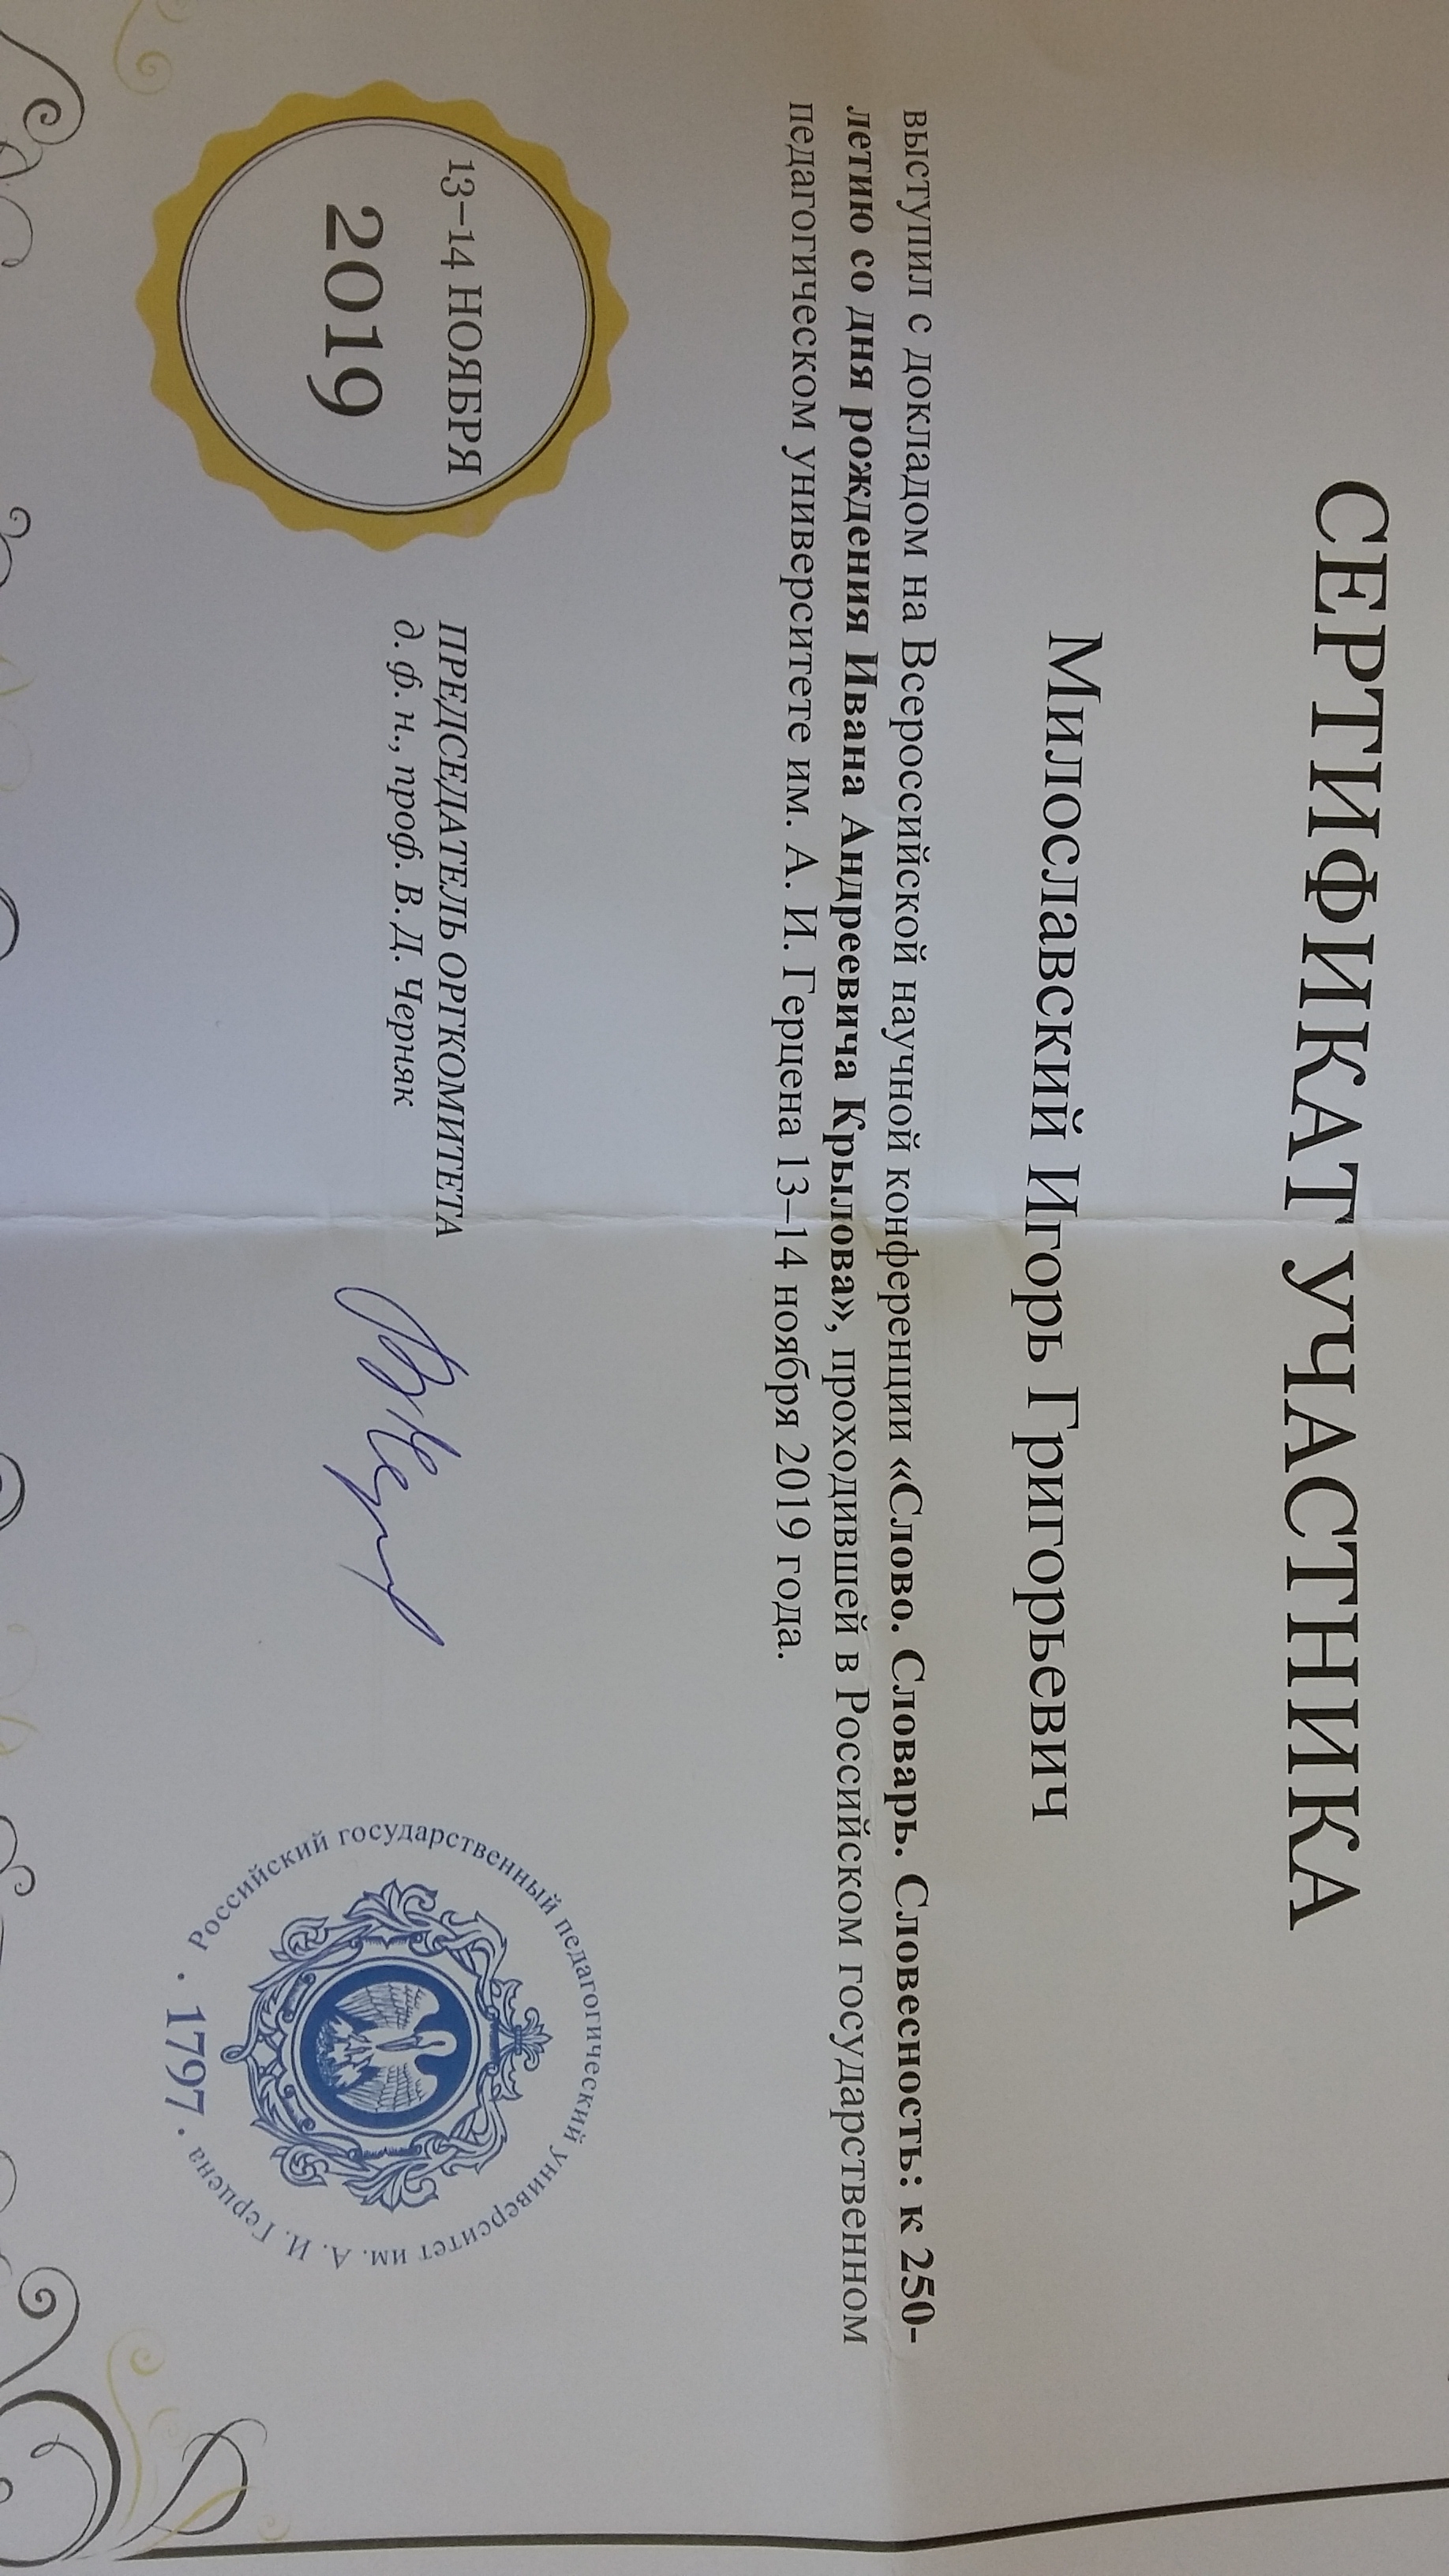 СЕРТИФИКАТ УЧАСТНИКА
Милославский Игорь Григорьевич
выступил с докладом на Всероссийской научной конференции «Слово. Словарь. Словесность: к 250-
летию со дня рождения Ивана Андреевича Крылова», проходившей в Российском государственном
педагогическом университете им. А. И. Герцена 13–14 ноября 2019 года.
13–14 НОЯБРЯ
2019
ПРЕДСЕДАТЕЛЬ ОРГКОМИТЕТА
д. ф. н., проф. В. Д. Черняк
Российский государственный педагогический университет им. А. И. Герцена
· 1797 ·